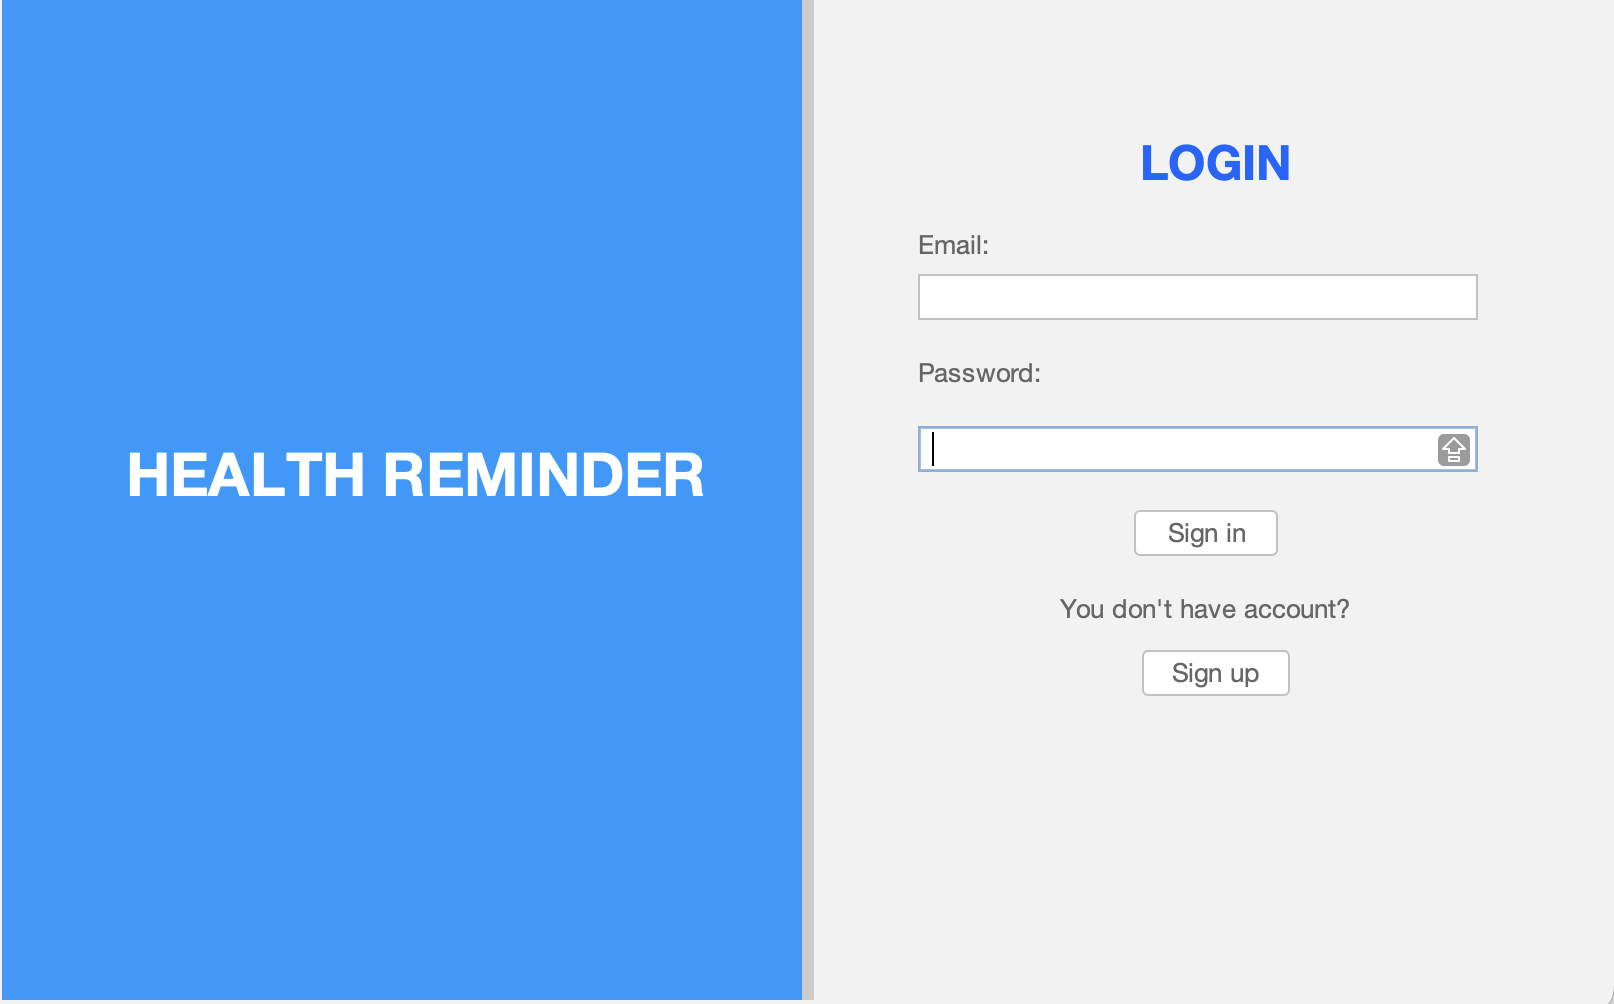 HEALTH REMINDER
LOGIN
Email:
Password:
Sign in
You don't have account?
Sign up